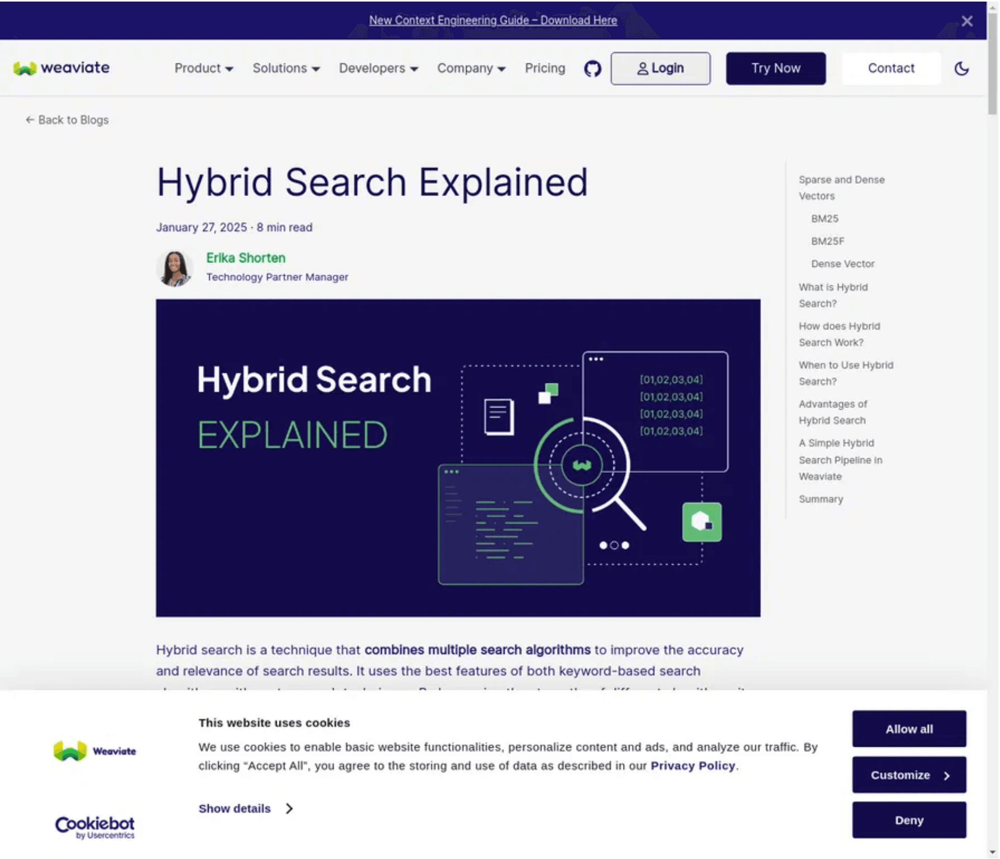 New Context Engineering Guide – Download Here
weaviate
Product
Solutions
Developers
Company
Pricing
Login
Try Now
Contact
← Back to Blogs
Hybrid Search Explained
January 27, 2025 · 8 min read
Erika Shorten
Technology Partner Manager
Hybrid Search
EXPLAINED
[01,02,03,04]
[01,02,03,04]
[01,02,03,04]
[01,02,03,04]
Sparse and Dense
Vectors
BM25
BM25F
Dense Vector
What is Hybrid
Search?
How does Hybrid
Search Work?
When to Use Hybrid
Search?
Advantages of
Hybrid Search
A Simple Hybrid
Search Pipeline in
Weaviate
Summary
Hybrid search is a technique that combines multiple search algorithms to improve the accuracy
and relevance of search results. It uses the best features of both keyword-based search
Weaviate
Cookiebot
by Usercentrics
This website uses cookies
We use cookies to enable basic website functionalities, personalize content and ads, and analyze our traffic. By
clicking “Accept All”, you agree to the storing and use of data as described in our Privacy Policy.
Show details
Allow all
Customize
Deny